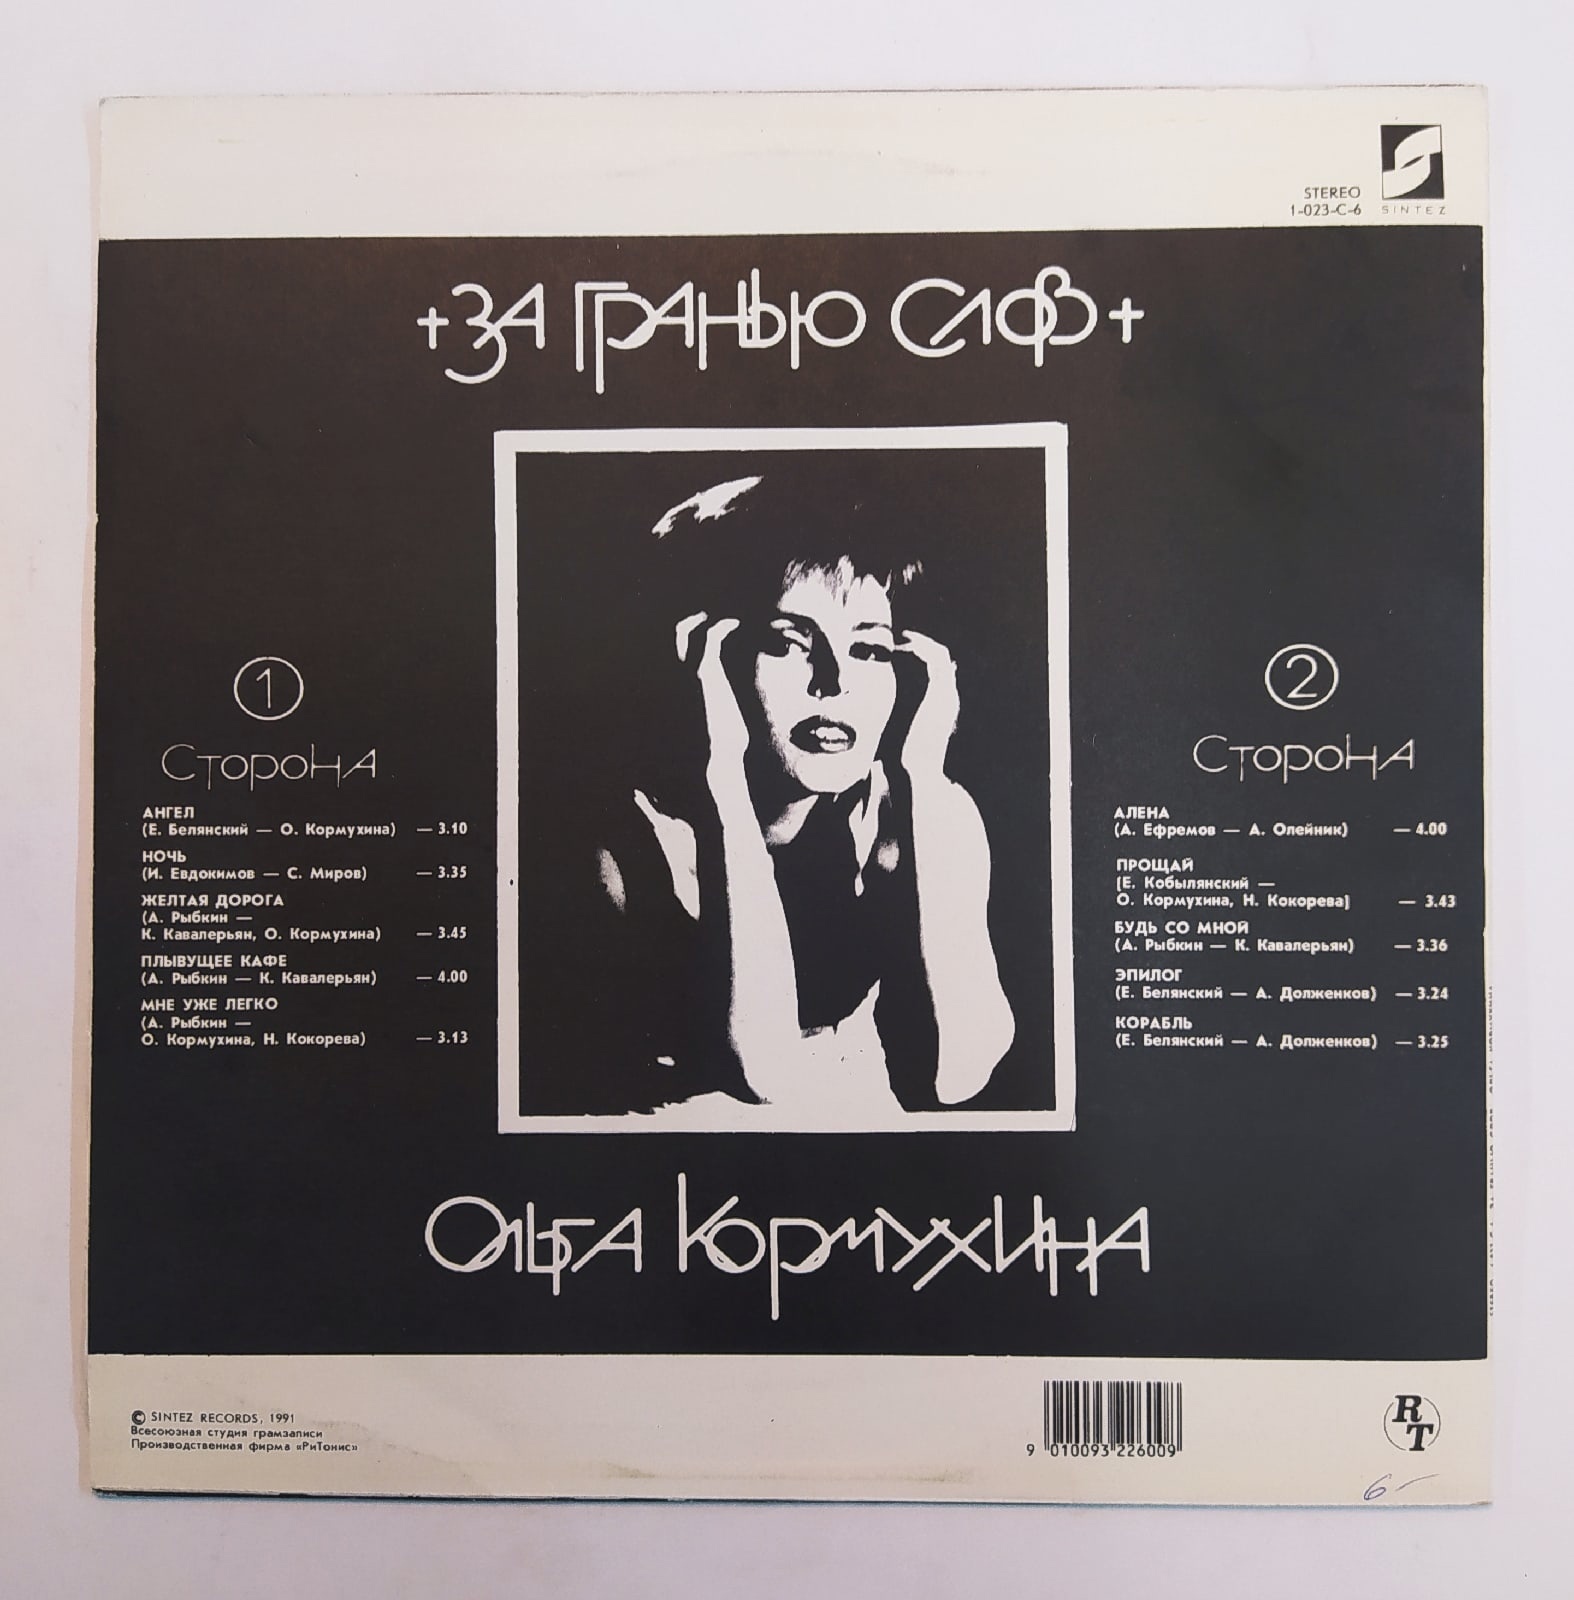 STEREO
1-023-C-6
SINTEZ
+ЗА ГРАНЬЮ СЛОВ+
1
СТОРОНА
АНГЕЛ
(Е. Белянский — О. Кормухина) — 3.10
НОЧЬ
(И. Евдокимов — С. Миров) — 3.35
ЖЕЛТАЯ ДОРОГА
(А. Рыбкин —
К. Кавалерьян, О. Кормухина) — 3.45
ПЛЫВУЩЕЕ КАФЕ
(А. Рыбкин — К. Кавалерьян) — 4.00
МНЕ УЖЕ ЛЕГКО
(А. Рыбкин —
О. Кормухина, Н. Кокорева) — 3.13
2
СТОРОНА
АЛЕНА
(А. Ефремов — А. Олейник) — 4.00
ПРОЩАЙ
[Е. Кобылянский —
О. Кормухина, Н. Кокорева] — 3.43
БУДЬ СО МНОЙ
(А. Рыбкин — К. Кавалерьян) — 3.36
ЭПИЛОГ
(Е. Белянский — А. Долженков) — 3.24
КОРАБЛЬ
(Е. Белянский — А. Долженков) — 3.25
ОЛЬГА КОРМУХИНА
© SINTEZ RECORDS, 1991
Всесоюзная студия грамзаписи
Производственная фирма «РиТонис»
9 010093 226009
RT
6-